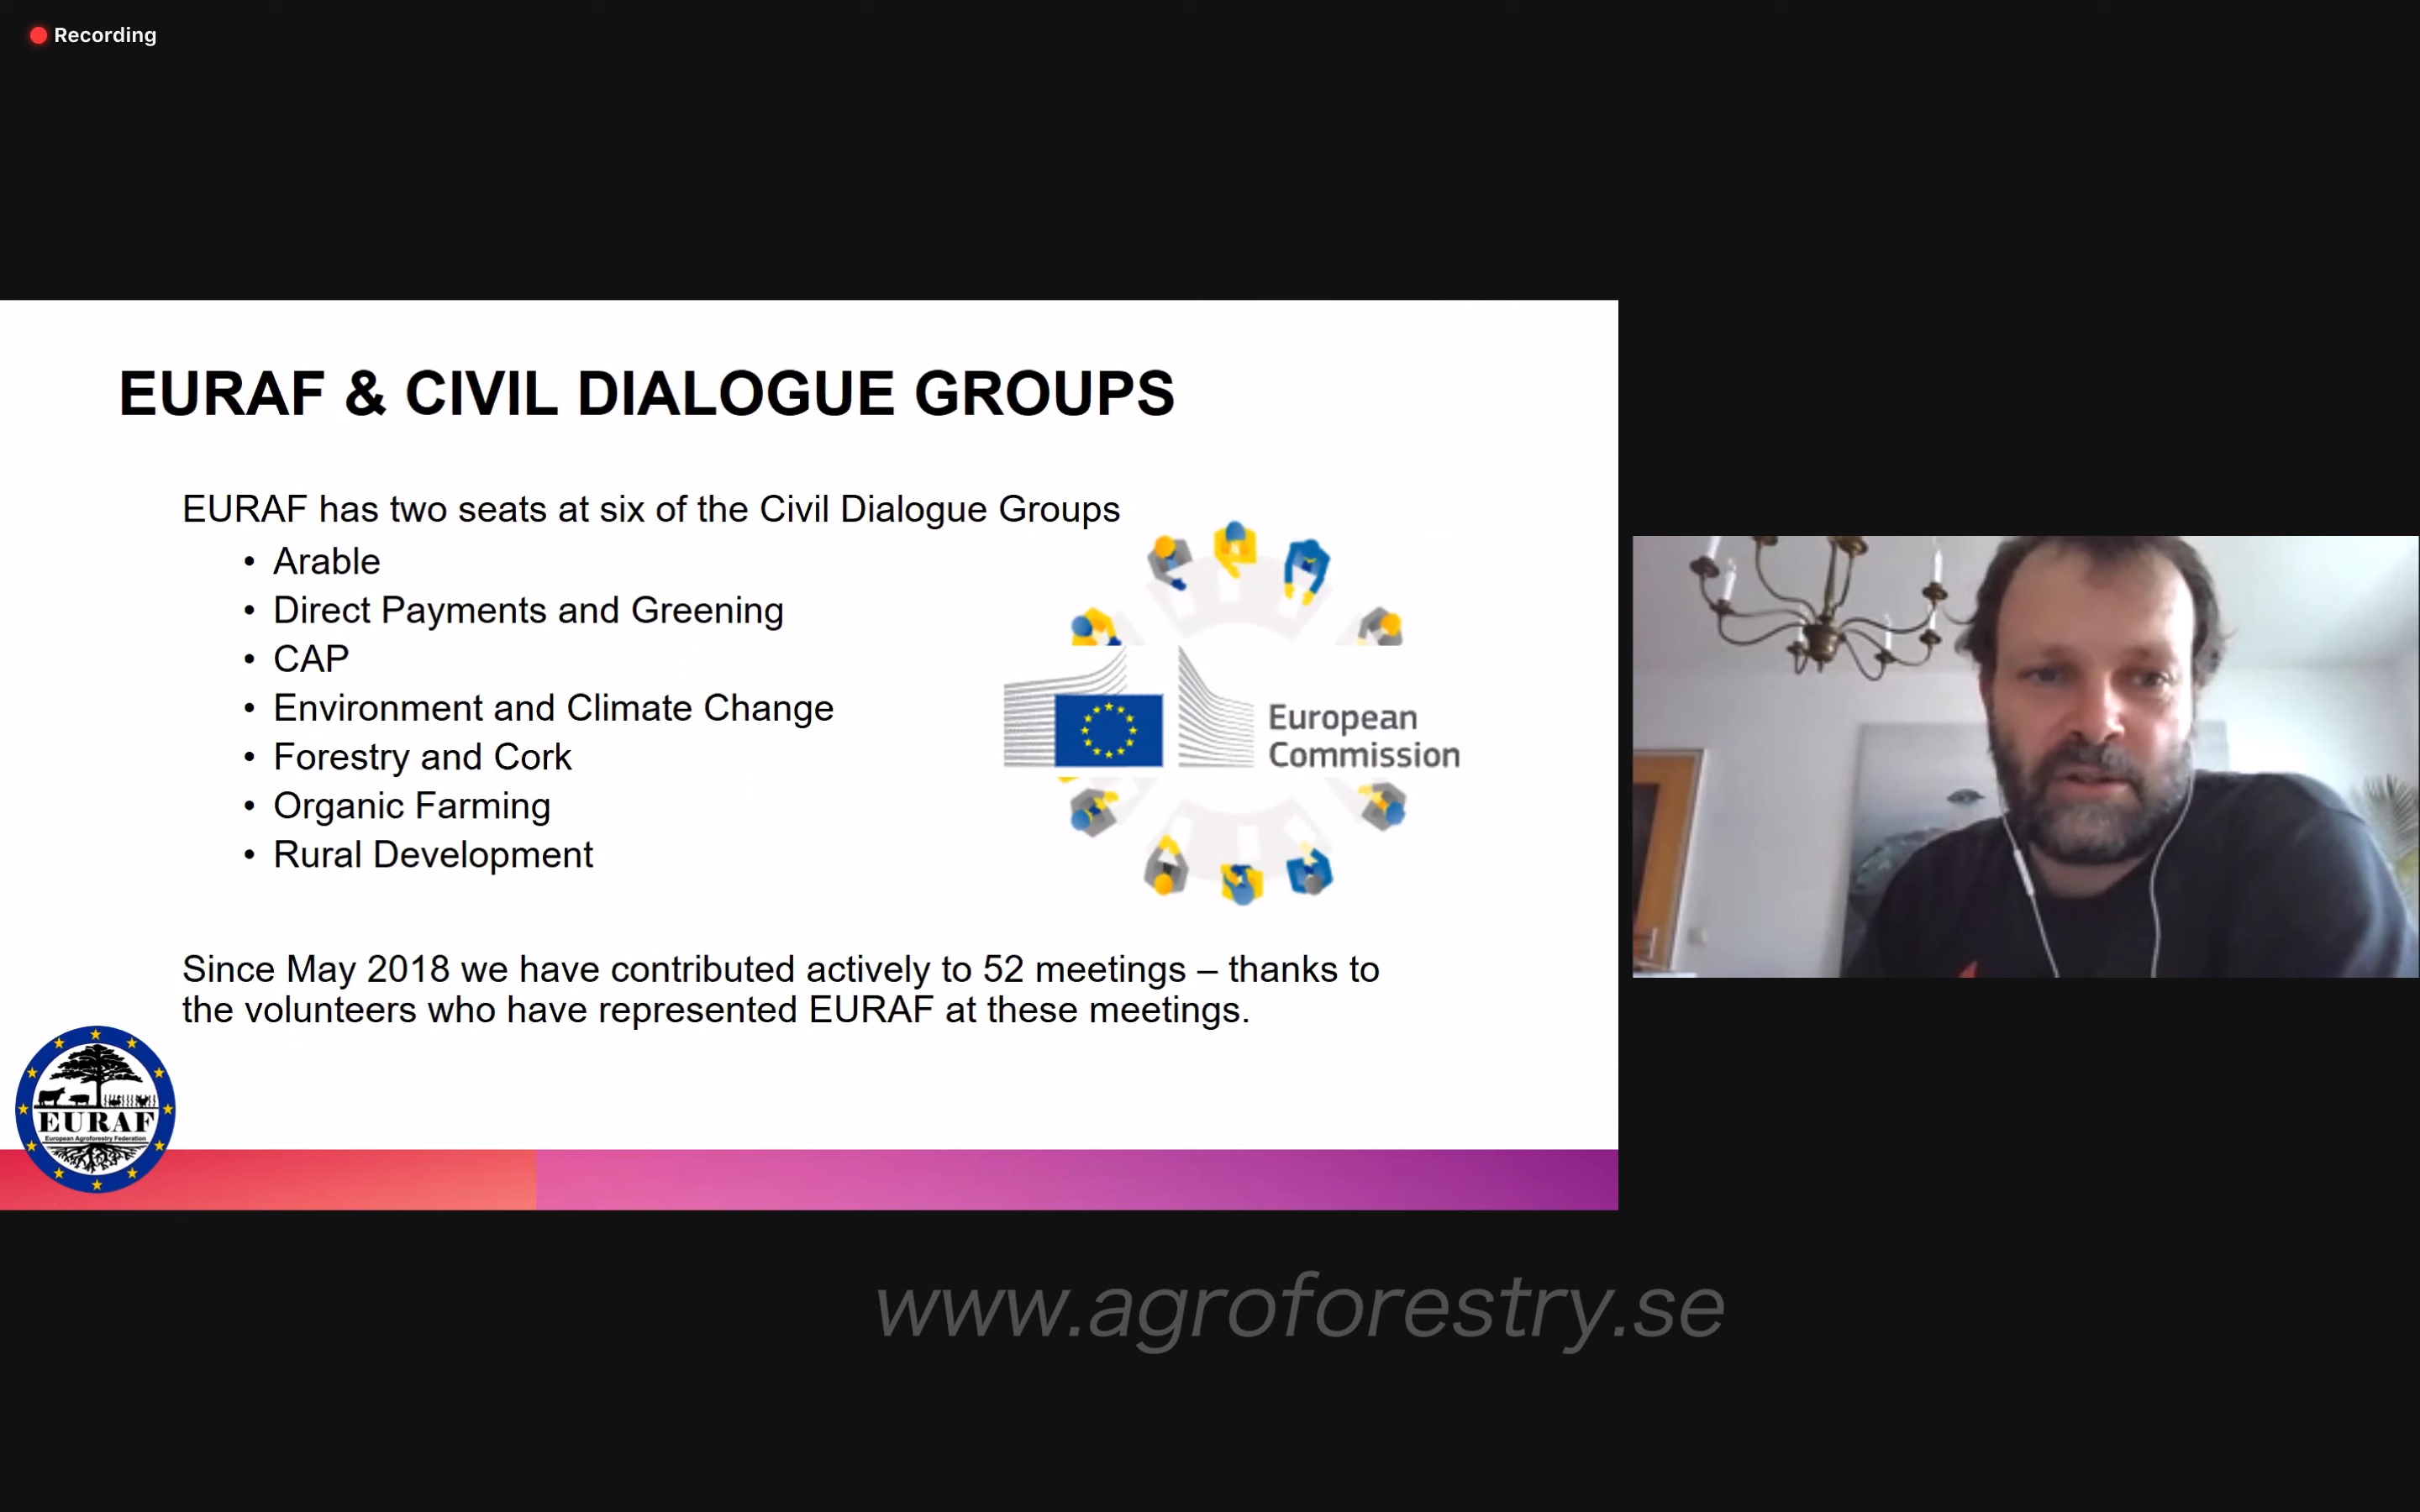 Recording
EURAF & CIVIL DIALOGUE GROUPS
EURAF has two seats at six of the Civil Dialogue Groups
• Arable
• Direct Payments and Greening
• CAP
• Environment and Climate Change
• Forestry and Cork
• Organic Farming
• Rural Development
European
Commission
Since May 2018 we have contributed actively to 52 meetings – thanks to
the volunteers who have represented EURAF at these meetings.
EURAF
European Agroforestry Federation
www.agroforestry.se